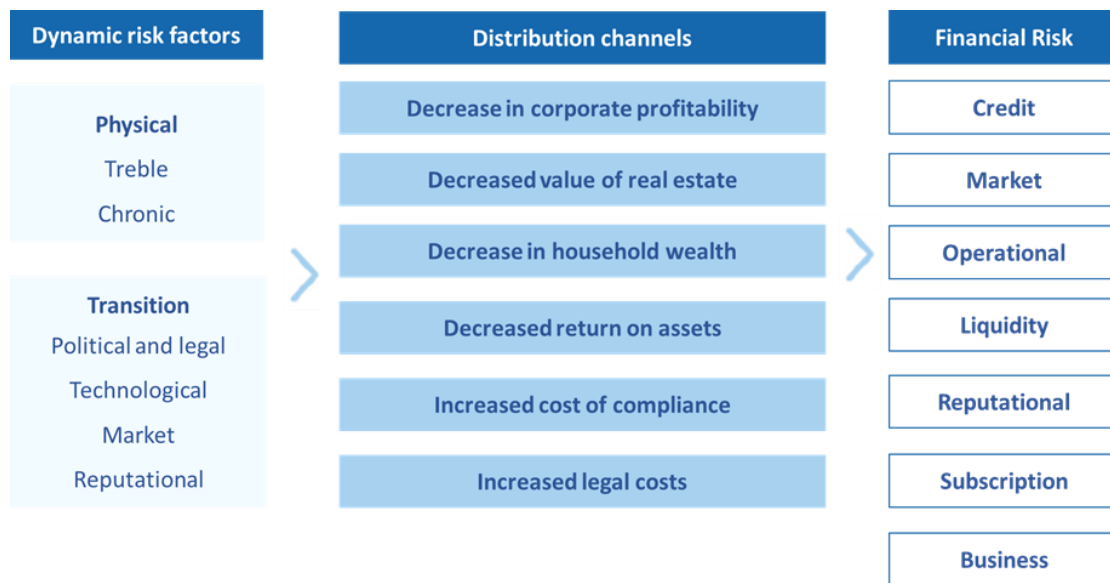 Dynamic risk factors
Physical
Treble
Chronic
Transition
Political and legal
Technological
Market
Reputational
Distribution channels
Decrease in corporate profitability
Decreased value of real estate
Decrease in household wealth
Decreased return on assets
Increased cost of compliance
Increased legal costs
Financial Risk
Credit
Market
Operational
Liquidity
Reputational
Subscription
Business